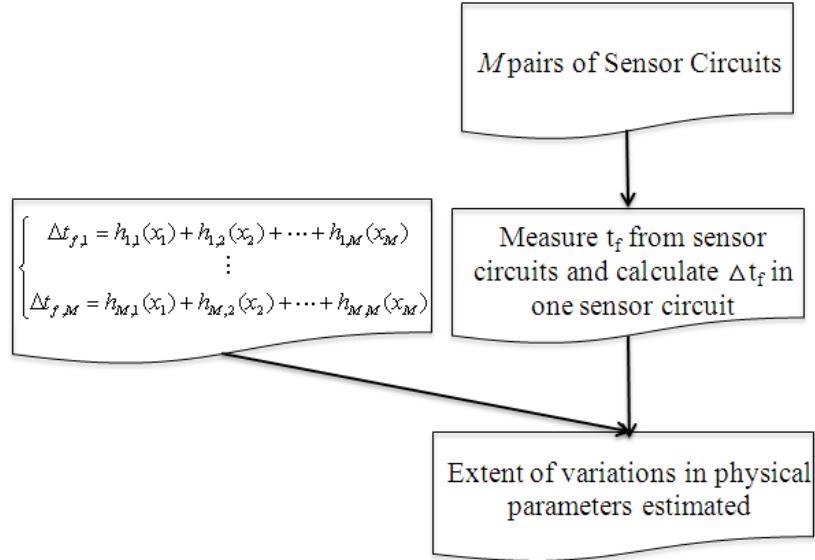 M pairs of Sensor Circuits
Δt_{f,1} = h_{1,1}(x_1) + h_{1,2}(x_2) + ⋯ + h_{1,M}(x_M)
⋮
Δt_{f,M} = h_{M,1}(x_1) + h_{M,2}(x_2) + ⋯ + h_{M,M}(x_M)
Measure t_f from sensor
circuits and calculate Δt_f in
one sensor circuit
Extent of variations in physical
parameters estimated